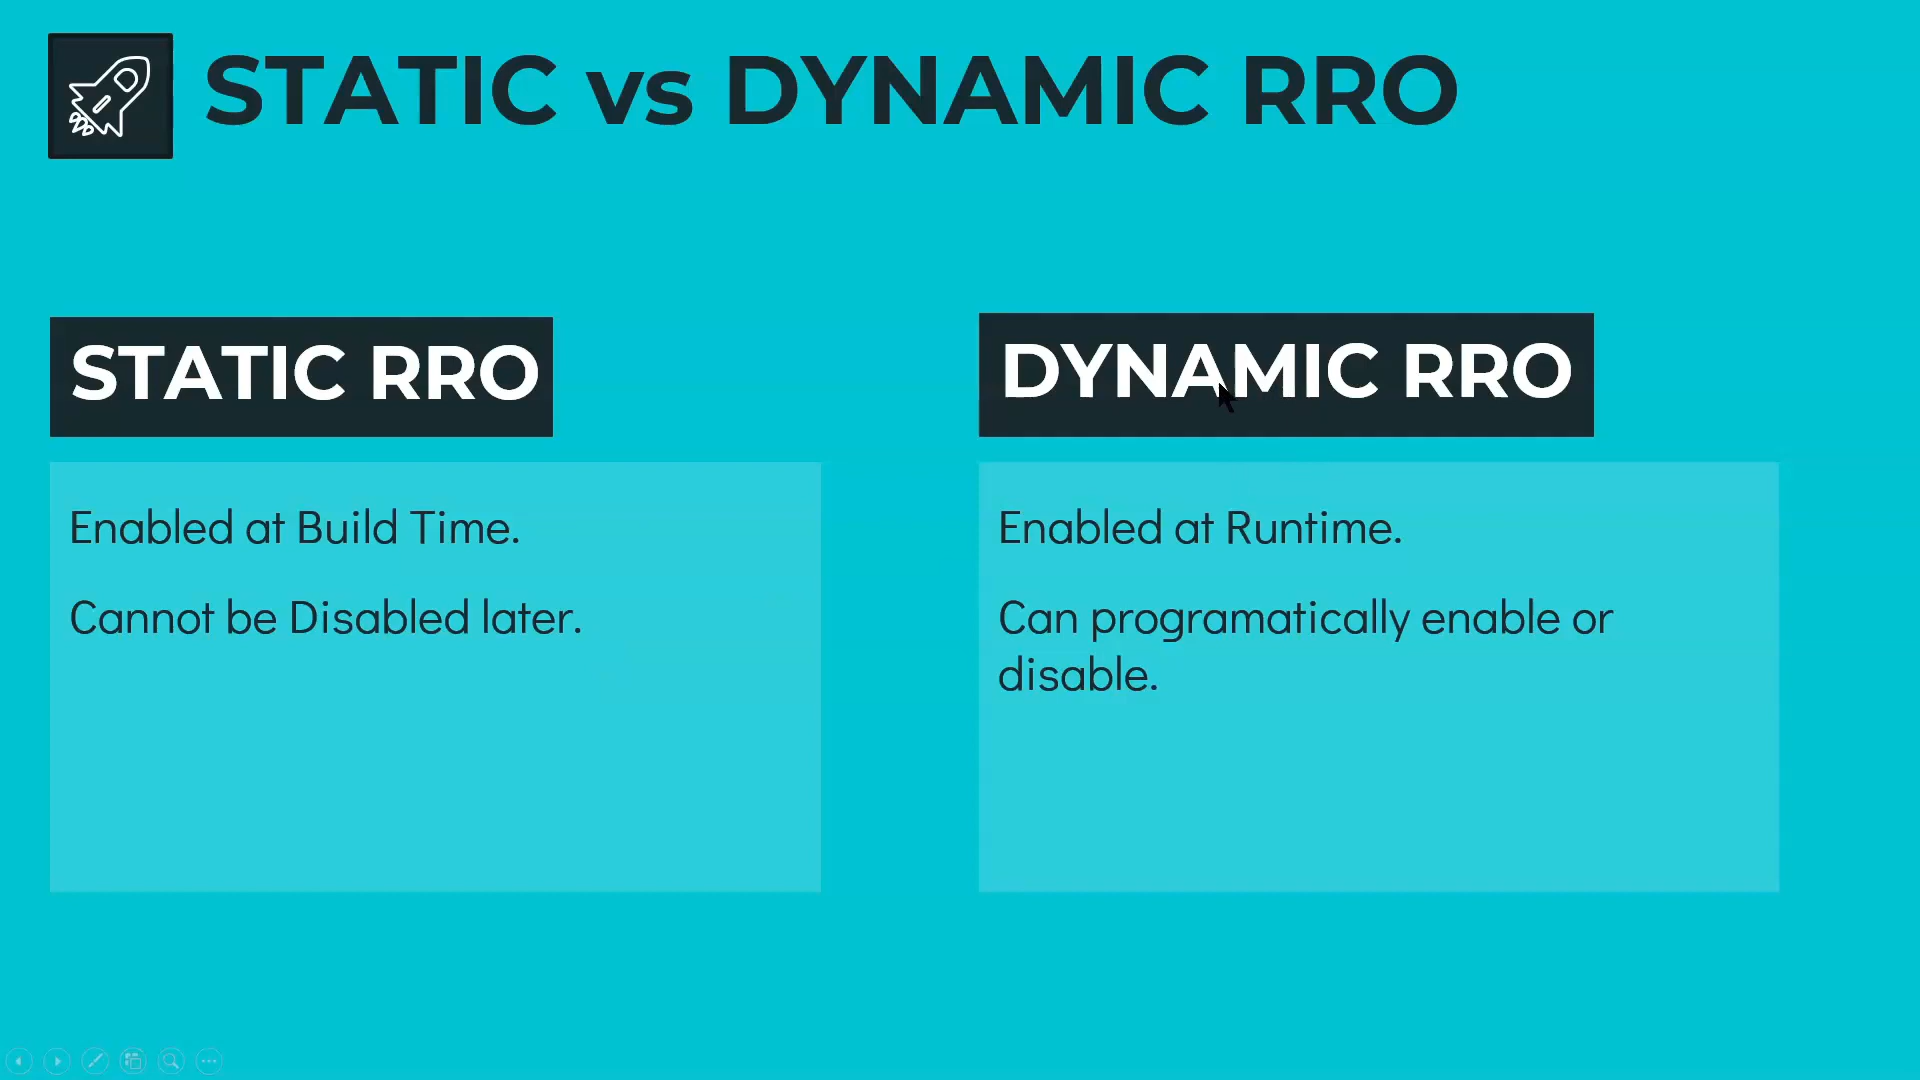 STATIC vs DYNAMIC RRO
STATIC RRO
Enabled at Build Time.
Cannot be Disabled later.
DYNAMIC RRO
Enabled at Runtime.
Can programatically enable or
disable.